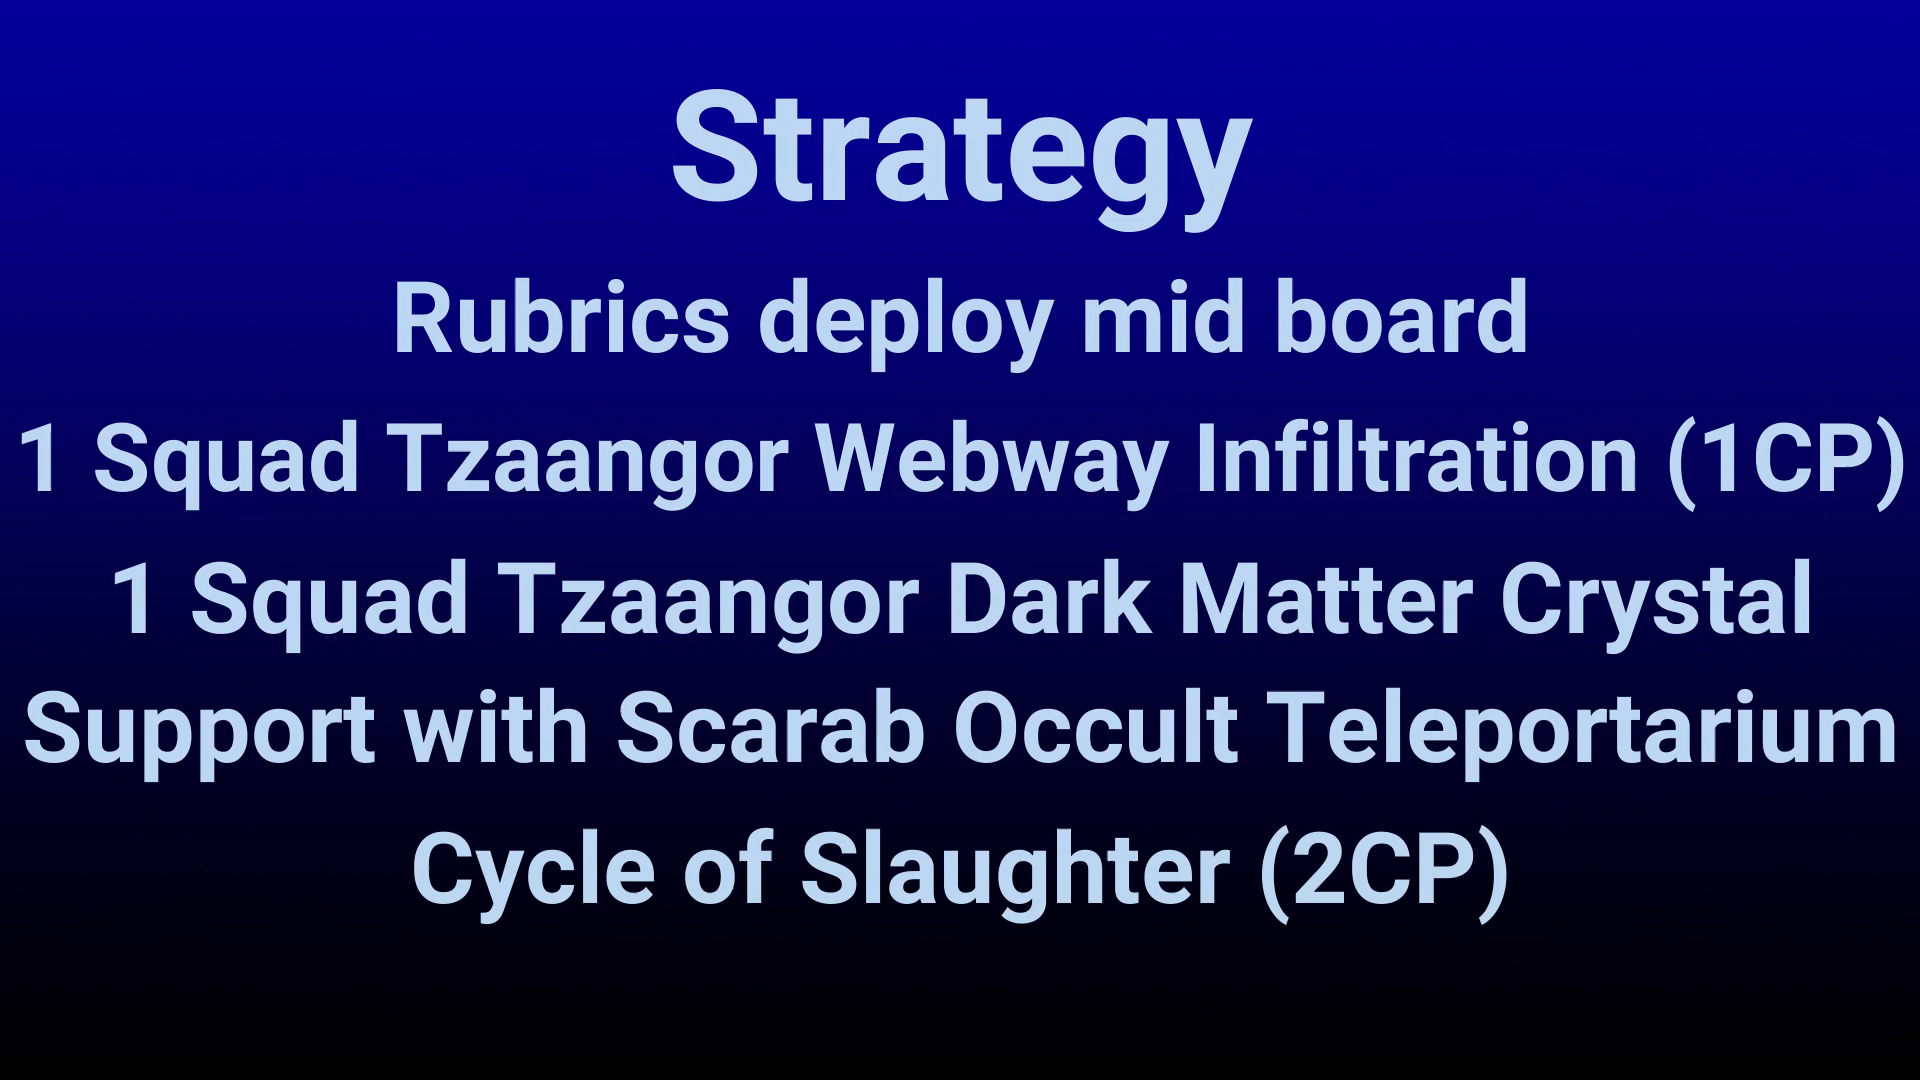 Strategy
Rubrics deploy mid board
1 Squad Tzaangor Webway Infiltration (1CP)
1 Squad Tzaangor Dark Matter Crystal
Support with Scarab Occult Teleportarium
Cycle of Slaughter (2CP)